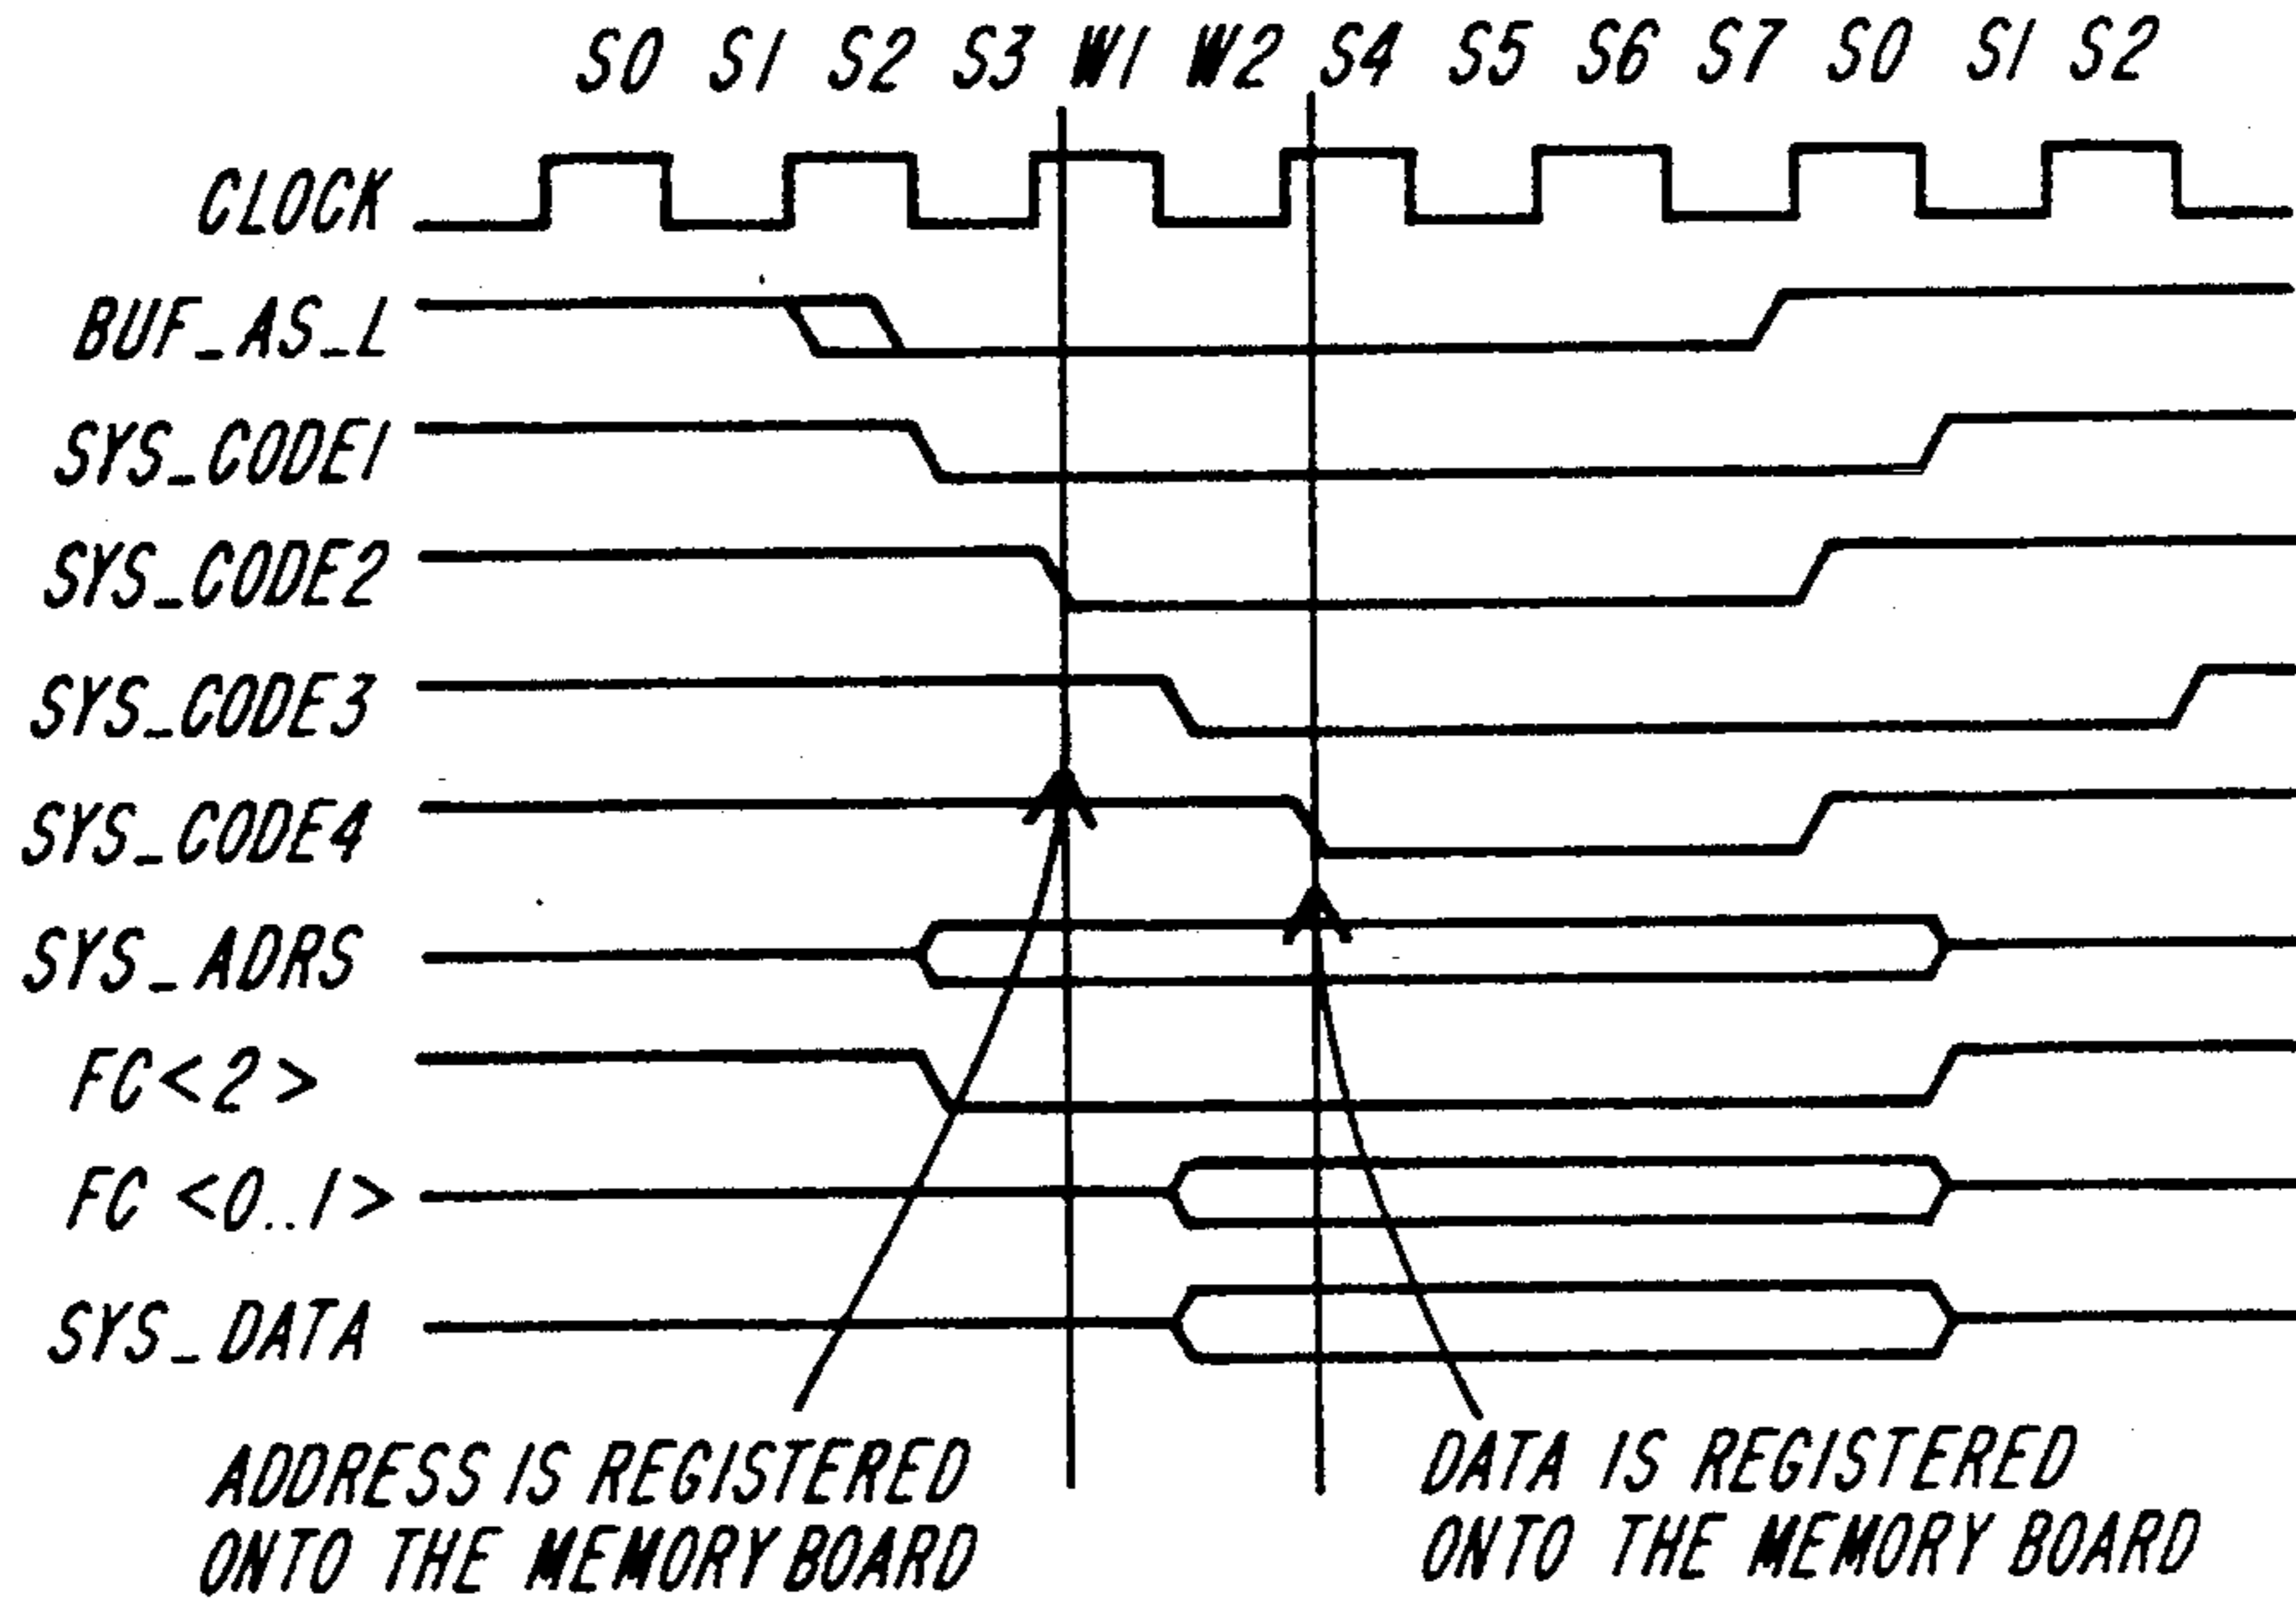 S0 S1 S2 S3 W1 W2 S4 S5 S6 S7 S0 S1 S2
CLOCK
BUF_AS_L
SYS_CODE1
SYS_CODE2
SYS_CODE3
SYS_CODE4
SYS_ADRS
FC<2>
FC<0..1>
SYS_DATA
ADDRESS IS REGISTERED
ONTO THE MEMORY BOARD
DATA IS REGISTERED
ONTO THE MEMORY BOARD